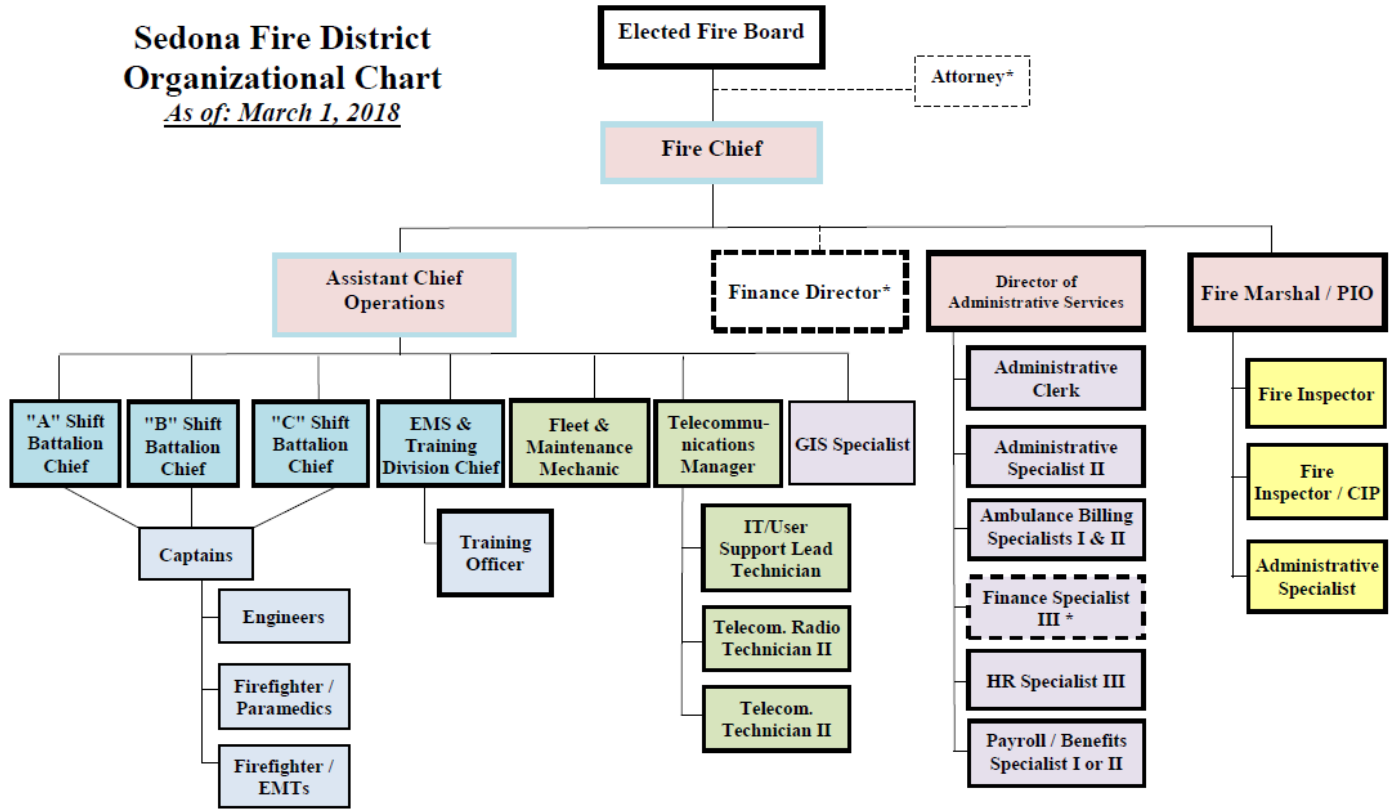 Sedona Fire District
Organizational Chart
As of: March 1, 2018
Elected Fire Board
Attorney*
Fire Chief
Assistant Chief
Operations
Finance Director*
Director of
Administrative Services
Fire Marshal / PIO
"A" Shift
Battalion
Chief
"B" Shift
Battalion
Chief
"C" Shift
Battalion
Chief
EMS &
Training
Division Chief
Fleet &
Maintenance
Mechanic
Telecommu-
nications
Manager
GIS Specialist
Captains
Engineers
Firefighter /
Paramedics
Firefighter /
EMTs
Training
Officer
IT/User
Support Lead
Technician
Telecom. Radio
Technician II
Telecom.
Technician II
Administrative
Clerk
Administrative
Specialist II
Ambulance Billing
Specialists I & II
Finance Specialist
III *
HR Specialist III
Payroll / Benefits
Specialist I or II
Fire Inspector
Fire
Inspector / CIP
Administrative
Specialist